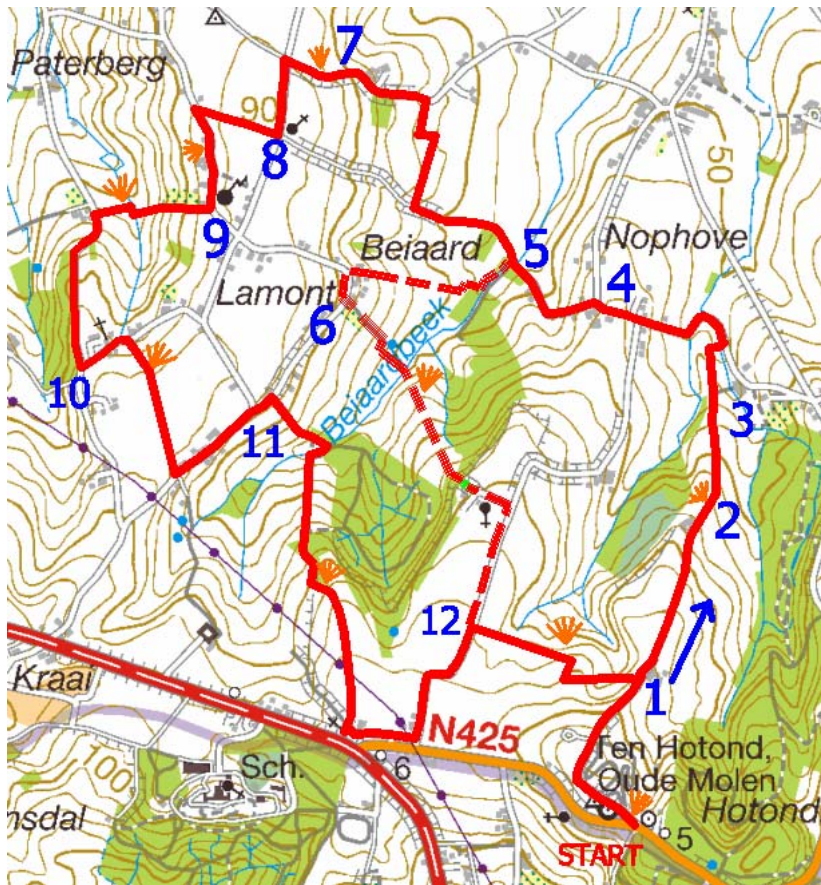 Paterberg
7
90
8
50
9
Beiaard
5
Nophove
4
Lamont
6
Beiaardbeek
10
11
3
2
12
1
Kraai
N425
100
Sch.
6
Ten Hotond,
Oude Molen
Hotond
nsdal
5
START